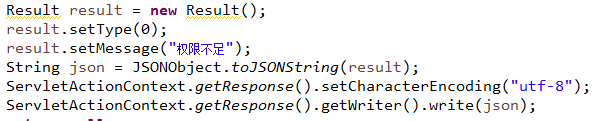 Result result = new Result();
result.setType(0);
result.setMessage("权限不足");
String json = JSONObject.toJSONString(result);
ServletActionContext.getResponse().setCharacterEncoding("utf-8");
ServletActionContext.getResponse().getWriter().write(json);